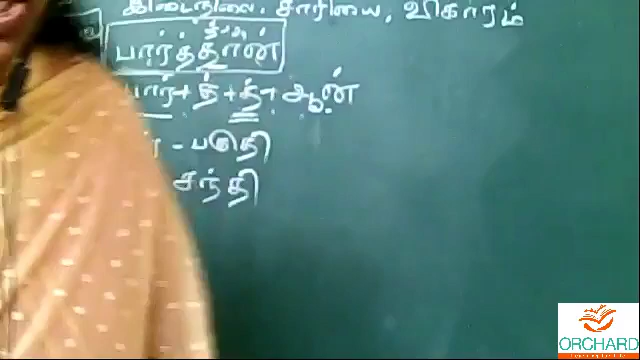 இடைநிலை, சாரியை, விகாரம்
பார்த்தான்
பார்+த்+த்+ஆன்
ர் - பகுதி
சந்தி
ORCHARD